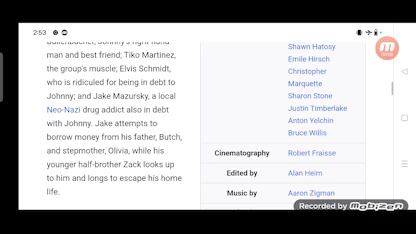 2:53
Ballenbacher, Johnny's right hand
man and best friend; Tiko Martinez,
the group's muscle; Elvis Schmidt,
who is ridiculed for being in debt to
Johnny; and Jake Mazursky, a local
Neo-Nazi drug addict also in debt
with Johnny. Jake attempts to
borrow money from his father, Butch,
and stepmother, Olivia, while his
younger half-brother Zack looks up
to him and longs to escape his home
life.
Shawn Hatosy
Emile Hirsch
Christopher
Marquette
Sharon Stone
Justin Timberlake
Anton Yelchin
Bruce Willis
Cinematography Robert Fraisse
Edited by Alan Heim
Music by Aaron Zigman
Recorded by Mobizen